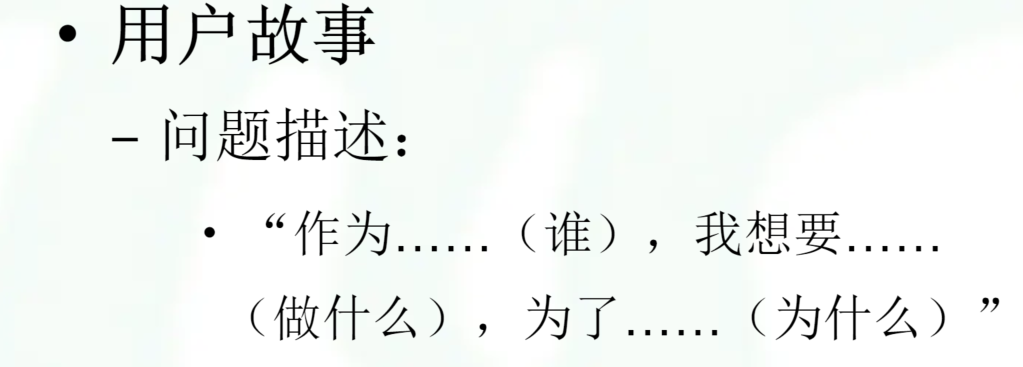 • 用户故事
– 问题描述：
• “作为……（谁），我想要……
（做什么），为了……（为什么）”